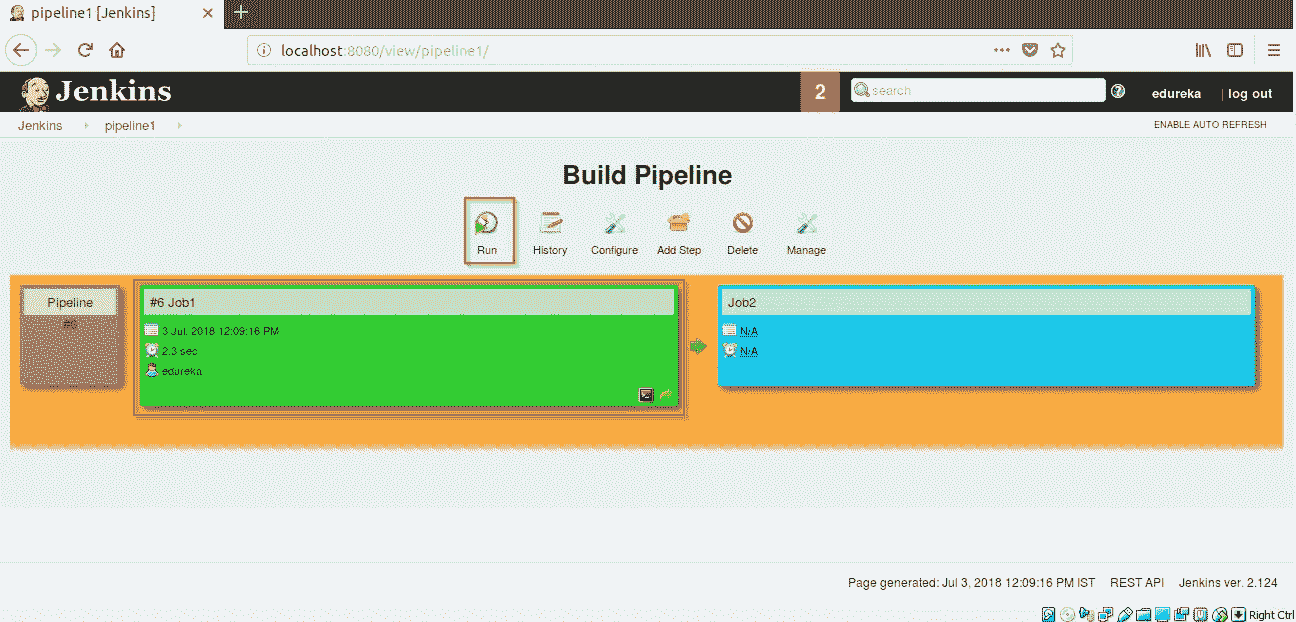 pipeline1 [Jenkins]
localhost:8080/view/pipeline1/
Jenkins
2
search
edureka
| log out
Jenkins
pipeline1
ENABLE AUTO REFRESH
Build Pipeline
Run
History
Configure
Add Step
Delete
Manage
Pipeline
#6
#6 Job1
3 Jul, 2018 12:09:16 PM
2.3 sec
edureka
Job2
N/A
N/A
Page generated: Jul 3, 2018 12:09:16 PM IST
REST API
Jenkins ver. 2.124
Right Ctrl